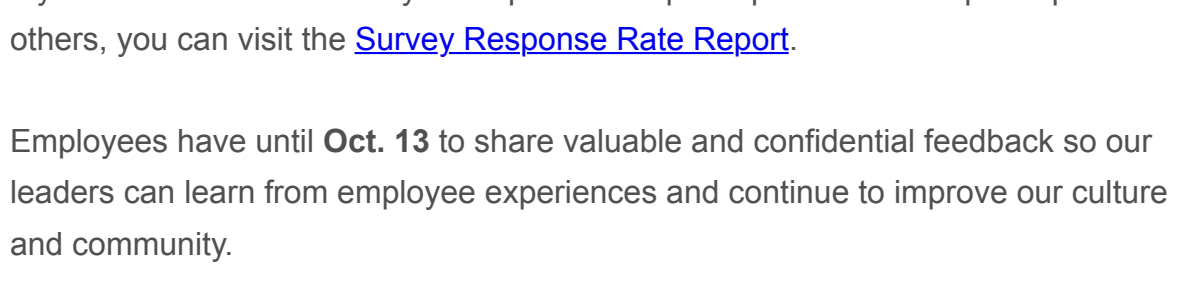 others, you can visit the Survey Response Rate Report.
Employees have until Oct. 13 to share valuable and confidential feedback so our
leaders can learn from employee experiences and continue to improve our culture
and community.